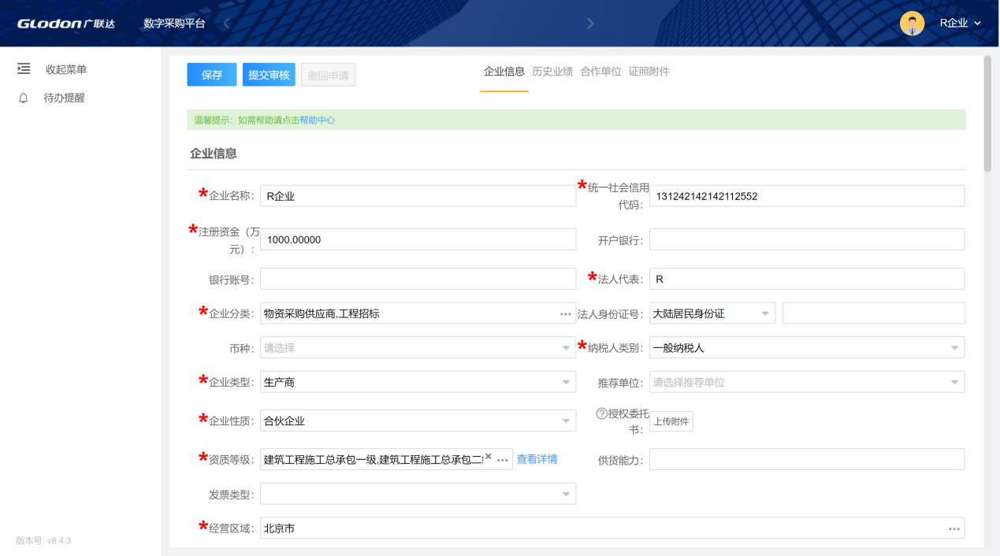 GLODON广联达 数字采购平台 R企业
收起菜单
待办提醒
保存 提交审核 撤回申请 企业信息 历史业绩 合作单位 证照附件
温馨提示：如需帮助请点击帮助中心
企业信息
*企业名称: R企业 *统一社会信用代码: 131242142142112552
*注册资金（万元）: 1000.00000 开户银行:
银行账号: *法人代表: R
*企业分类: 物资采购供应商,工程招标 ... 法人身份证号: 大陆居民身份证
币种: 请选择 *纳税人类别: 一般纳税人
*企业类型: 生产商 推荐单位: 请选择推荐单位
*企业性质: 合伙企业 ?授权委托书: 上传附件
*资质等级: 建筑工程施工总承包一级,建筑工程施工总承包二 × ... 查看详情 供货能力:
发票类型:
*经营区域: 北京市 ...
版本号: v8.4.3